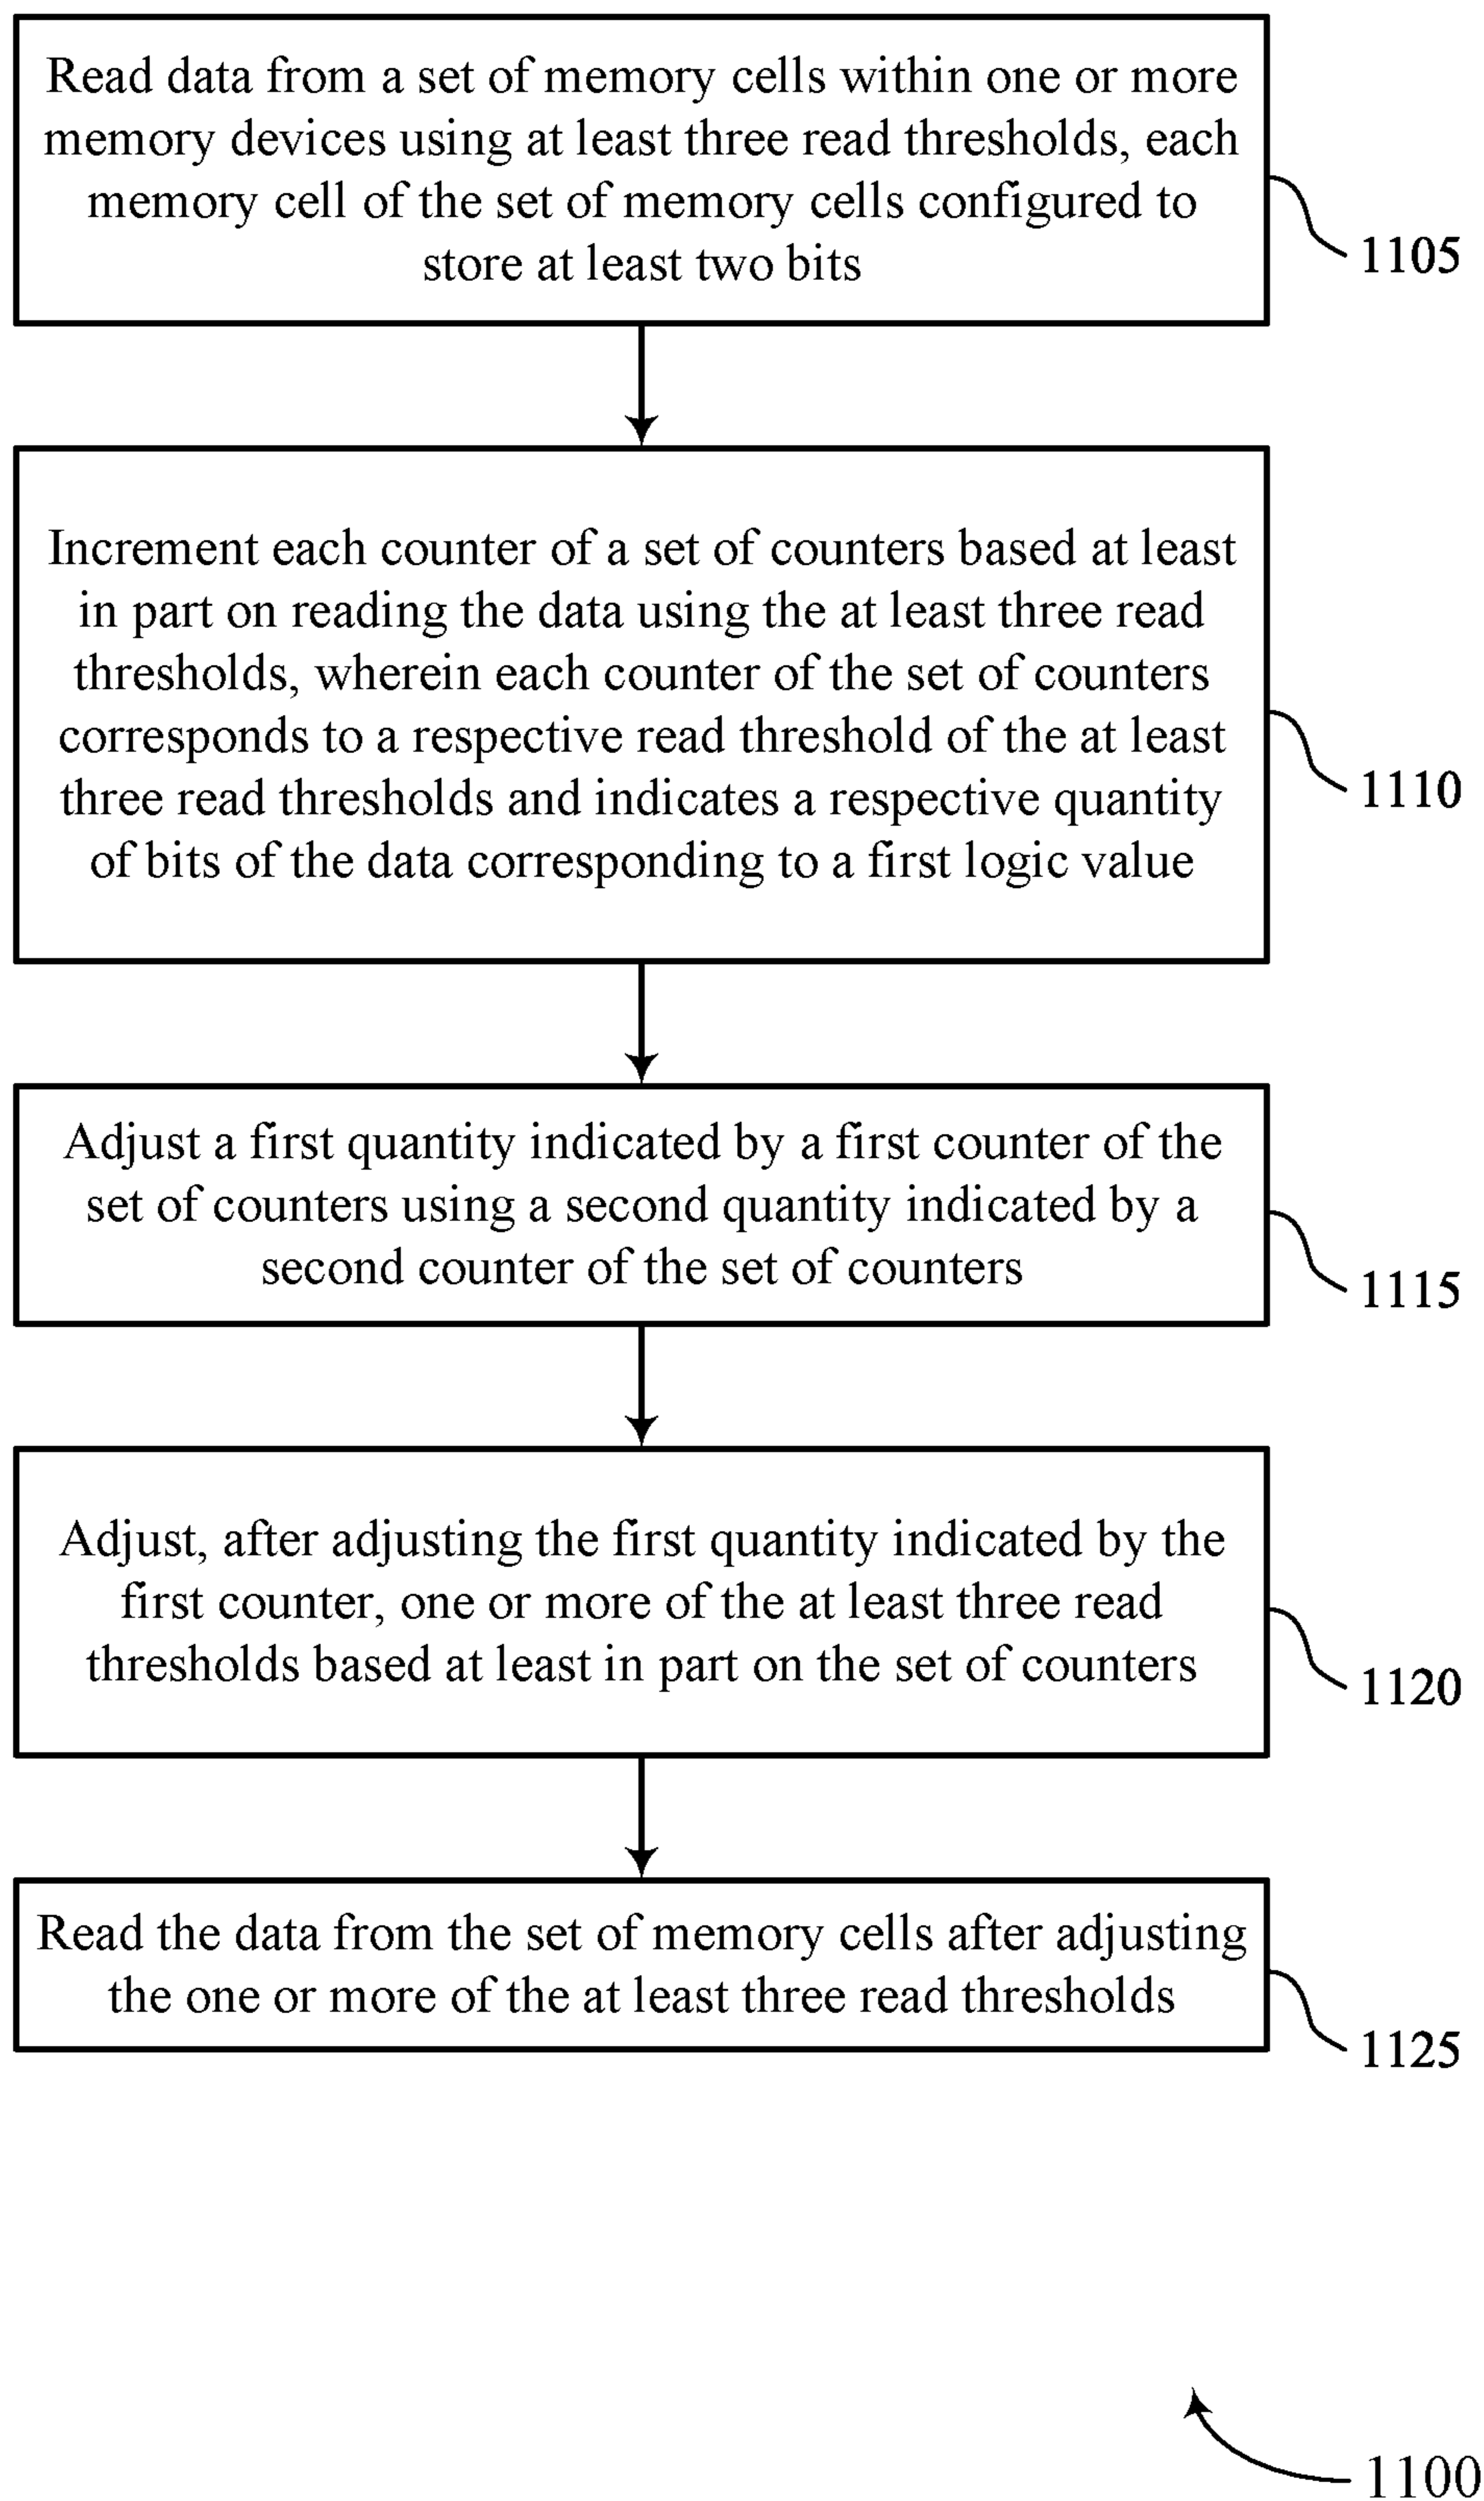 Read data from a set of memory cells within one or more
memory devices using at least three read thresholds, each
memory cell of the set of memory cells configured to
store at least two bits
1105
Increment each counter of a set of counters based at least
in part on reading the data using the at least three read
thresholds, wherein each counter of the set of counters
corresponds to a respective read threshold of the at least
three read thresholds and indicates a respective quantity
of bits of the data corresponding to a first logic value
1110
Adjust a first quantity indicated by a first counter of the
set of counters using a second quantity indicated by a
second counter of the set of counters
1115
Adjust, after adjusting the first quantity indicated by the
first counter, one or more of the at least three read
thresholds based at least in part on the set of counters
1120
Read the data from the set of memory cells after adjusting
the one or more of the at least three read thresholds
1125
1100